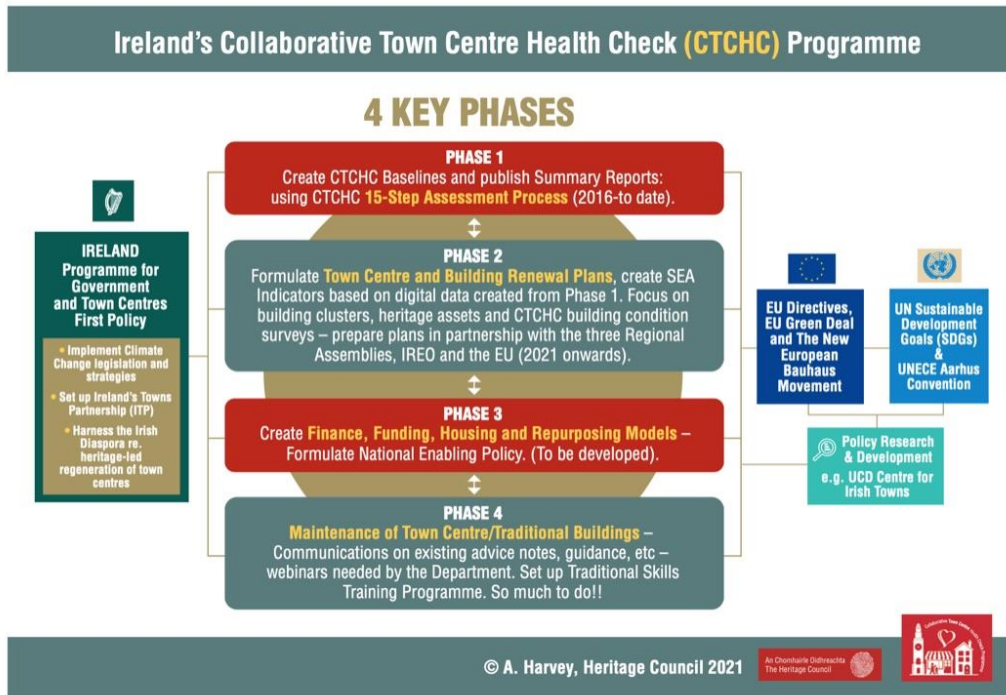 Ireland's Collaborative Town Centre Health Check (CTCHC) Programme
4 KEY PHASES
PHASE 1
Create CTCHC Baselines and publish Summary Reports:
using CTCHC 15-Step Assessment Process (2016-to date).
PHASE 2
Formulate Town Centre and Building Renewal Plans, create SEA
Indicators based on digital data created from Phase 1. Focus on
building clusters, heritage assets and CTCHC building condition
surveys – prepare plans in partnership with the three Regional
Assemblies, IREO and the EU (2021 onwards).
PHASE 3
Create Finance, Funding, Housing and Repurposing Models –
Formulate National Enabling Policy. (To be developed).
PHASE 4
Maintenance of Town Centre/Traditional Buildings –
Communications on existing advice notes, guidance, etc –
webinars needed by the Department. Set up Traditional Skills
Training Programme. So much to do!!
IRELAND
Programme for
Government
and Town Centres
First Policy
• Implement Climate
Change legislation and
strategies
• Set up Ireland's Towns
Partnership (ITP)
• Harness the Irish
Diaspora re.
heritage-led
regeneration of town
centres
EU Directives,
EU Green Deal
and The New
European
Bauhaus
Movement
UN Sustainable
Development
Goals (SDGs)
&
UNECE Aarhus
Convention
Policy Research
& Development
e.g. UCD Centre for
Irish Towns
© A. Harvey, Heritage Council 2021
An Chomhairle Oidhreachta
The Heritage Council
Collaborative Town Centre Health Check Programme